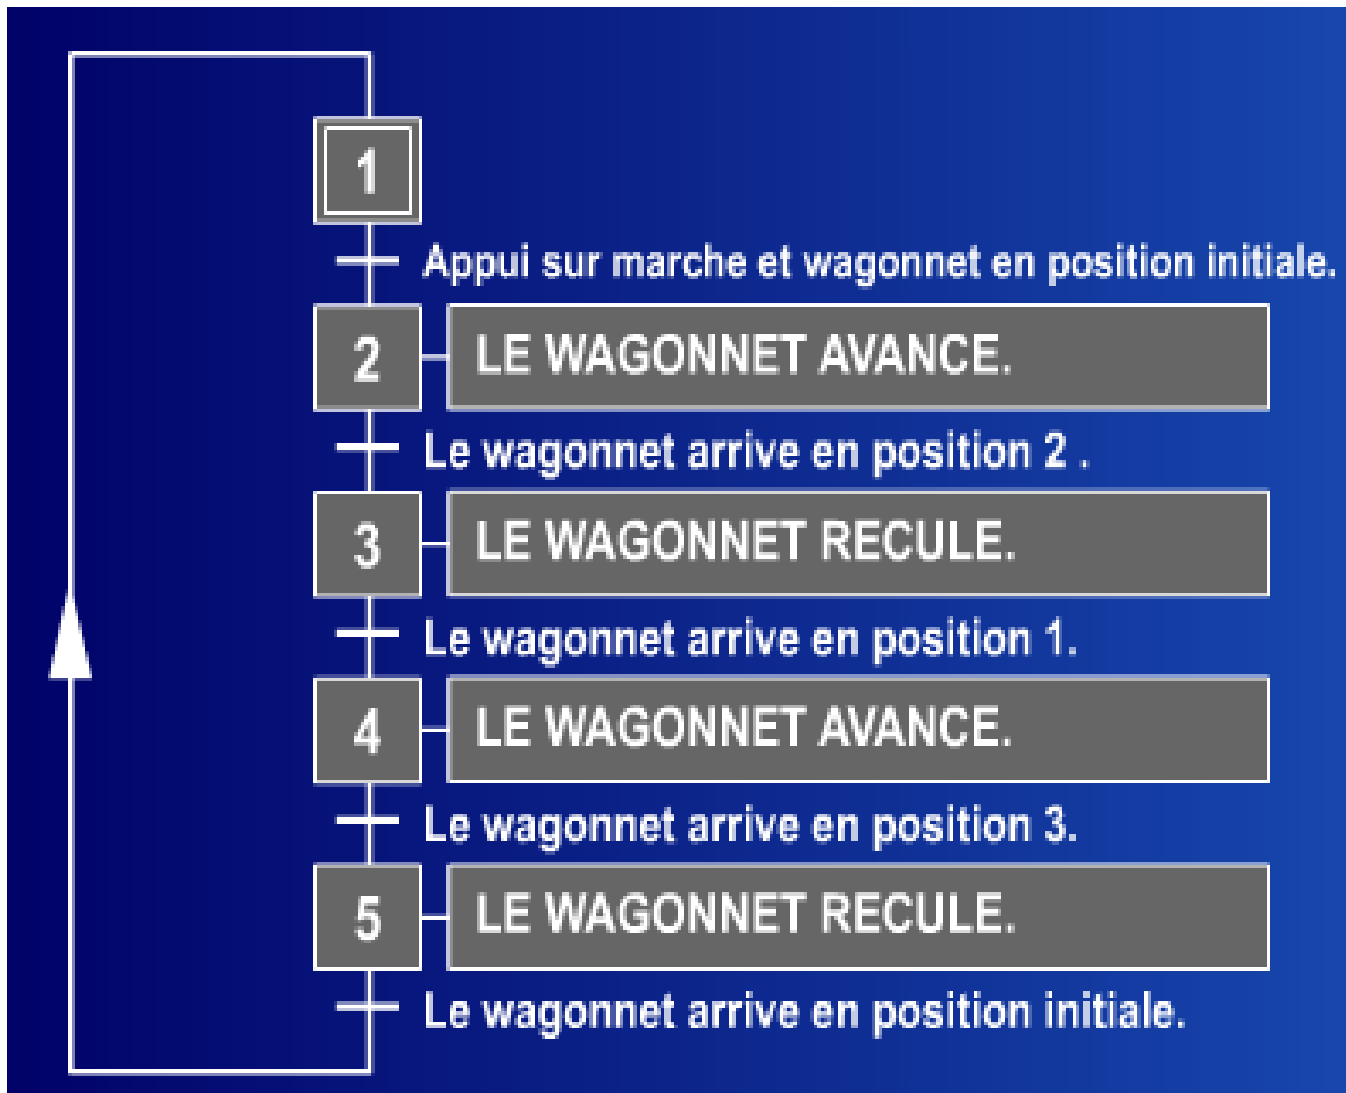 1
Appui sur marche et wagonnet en position initiale.
2 LE WAGONNET AVANCE.
Le wagonnet arrive en position 2 .
3 LE WAGONNET RECULE.
Le wagonnet arrive en position 1.
4 LE WAGONNET AVANCE.
Le wagonnet arrive en position 3.
5 LE WAGONNET RECULE.
Le wagonnet arrive en position initiale.